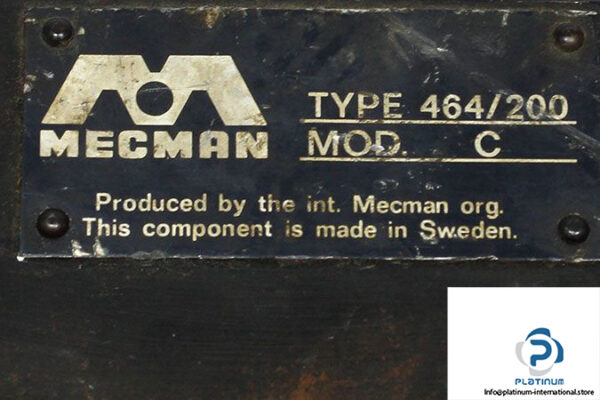 MECMAN
TYPE 464/200
MOD. C
Produced by the int. Mecman org.
This component is made in Sweden.
P
PLATINUM
info@platinum-international.store